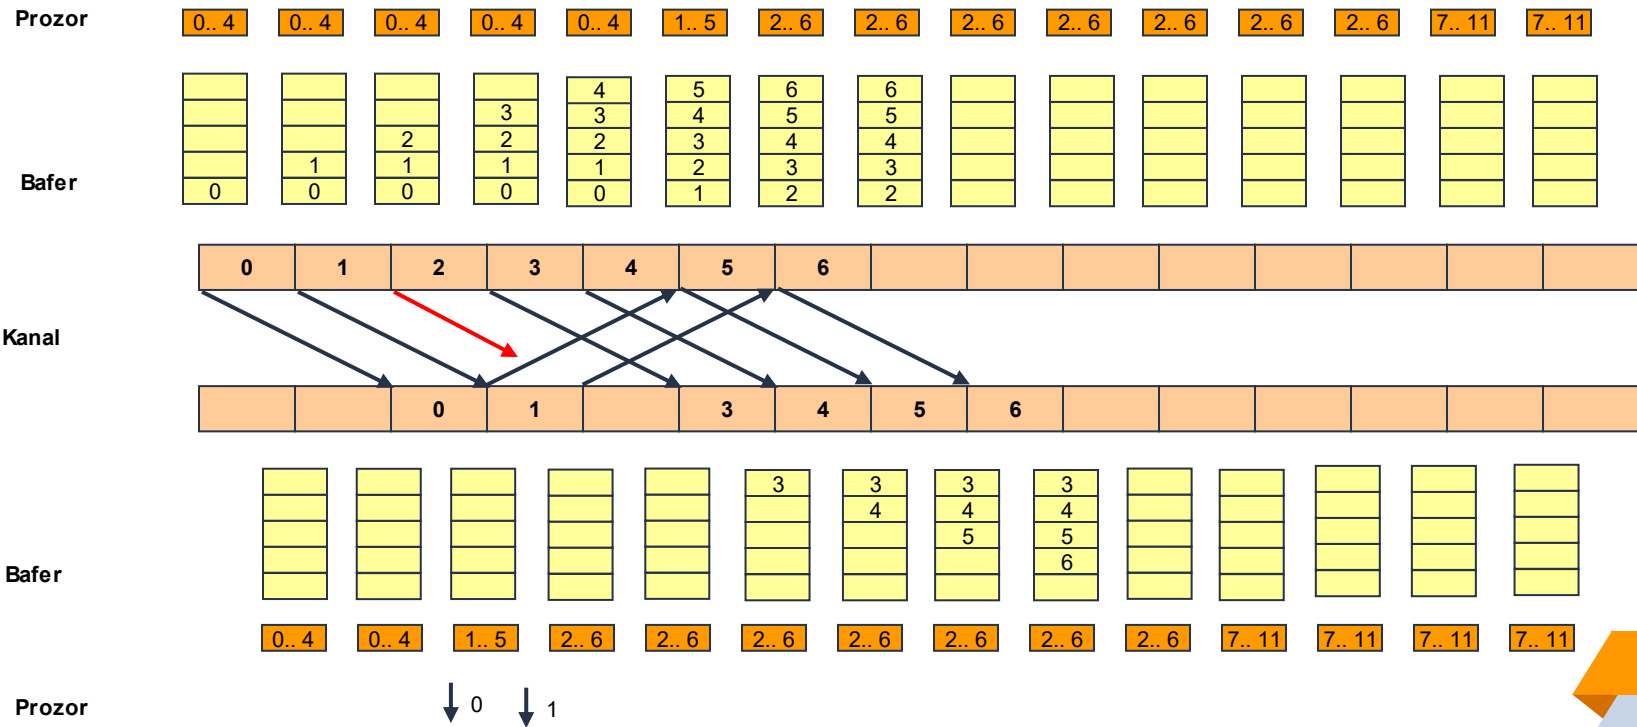 Prozor 0.. 4 0.. 4 0.. 4 0.. 4 0.. 4 1.. 5 2.. 6 2.. 6 2.. 6 2.. 6 2.. 6 2.. 6 2.. 6 7.. 11 7.. 11
4 5 6 6
3 3 4 5 5
2 2 2 3 4 4
1 1 1 1 2 3 3
Bafer
0 0 0 0 0 1 2 2
0 1 2 3 4 5 6
Kanal
0 1 3 4 5 6
3 3 3 3
4 4 4
5 5
6
Bafer
0.. 4 0.. 4 1.. 5 2.. 6 2.. 6 2.. 6 2.. 6 2.. 6 2.. 6 2.. 6 7.. 11 7.. 11 7.. 11 7.. 11
Prozor 0 1